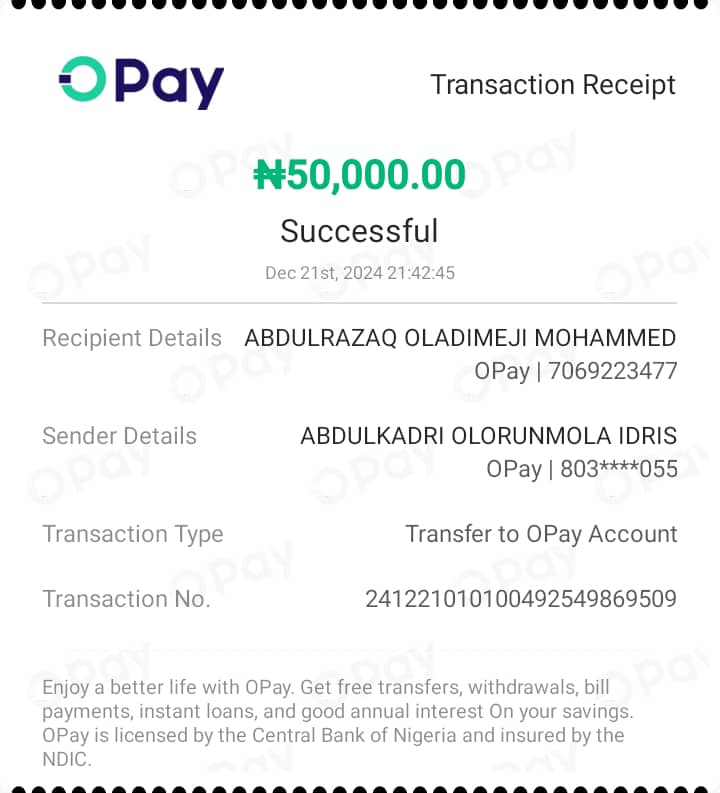 OPay
Transaction Receipt
₦50,000.00
Successful
Dec 21st, 2024 21:42:45
Recipient Details ABDULRAZAQ OLADIMEJI MOHAMMED
OPay | 7069223477
Sender Details ABDULKADRI OLORUNMOLA IDRIS
OPay | 803****055
Transaction Type Transfer to OPay Account
Transaction No. 241221010100492549869509
Enjoy a better life with OPay. Get free transfers, withdrawals, bill
payments, instant loans, and good annual interest On your savings.
OPay is licensed by the Central Bank of Nigeria and insured by the
NDIC.